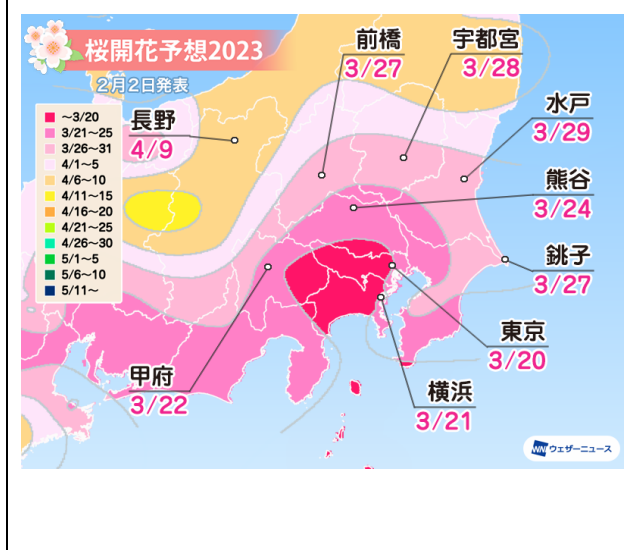 桜開花予想2023
2月2日発表
~3/20
3/21~25
3/26~31
4/1~5
4/6~10
4/11~15
4/16~20
4/21~25
4/26~30
5/1~5
5/6~10
5/11~
前橋
3/27
宇都宮
3/28
水戸
3/29
長野
4/9
熊谷
3/24
銚子
3/27
東京
3/20
甲府
3/22
横浜
3/21
WN ウェザーニュース